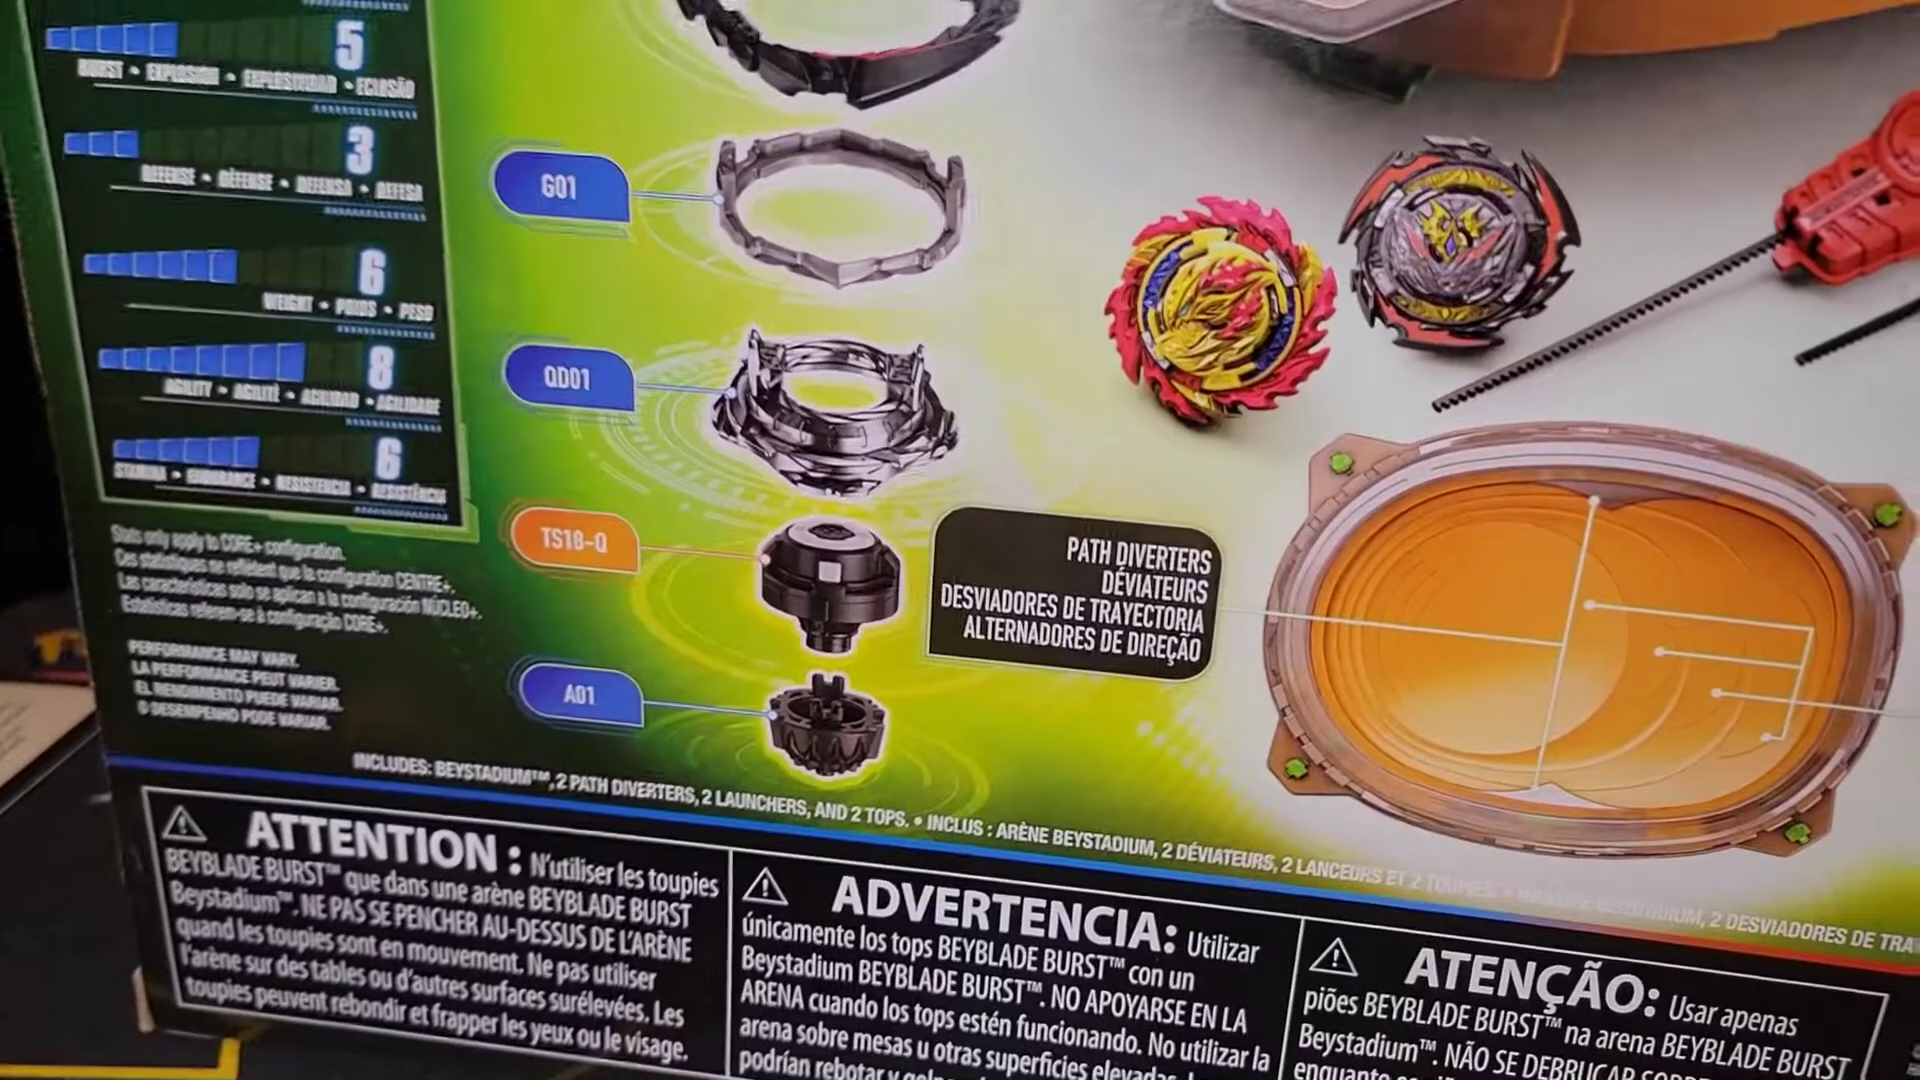 5
BURST • EXPLOSION • EXPLOSIVIDAD • ECLOSÃO
3
DEFENSE • DÉFENSE • DEFENSA • DEFESA
6
WEIGHT • POIDS • PESO
8
AGILITY • AGILITÉ • AGILIDAD • AGILIDADE
6
STAMINA • ENDURANCE • RESISTENCIA • RESISTÊNCIA
Stats only apply to CORE+ configuration.
Ces statistiques ne reflètent que la configuration CENTRE+.
Las características solo se aplican a la configuración NÚCLEO+.
Estatísticas referem-se à configuração CORE+.
PERFORMANCE MAY VARY.
LA PERFORMANCE PEUT VARIER.
EL RENDIMIENTO PUEDE VARIAR.
O DESEMPENHO PODE VARIAR.
G01
QD01
TS18-Q
A01
PATH DIVERTERS
DÉVIATEURS
DESVIADORES DE TRAYECTORIA
ALTERNADORES DE DIREÇÃO
INCLUDES: BEYSTADIUM™, 2 PATH DIVERTERS, 2 LAUNCHERS, AND 2 TOPS. • INCLUS : ARÈNE BEYSTADIUM, 2 DÉVIATEURS, 2 LANCEURS ET 2 TOUPIES. • BEYSTADIUM, 2 DESVIADORES DE TRA
ATTENTION : N'utiliser les toupies
BEYBLADE BURST™ que dans une arène BEYBLADE BURST
Beystadium™. NE PAS SE PENCHER AU-DESSUS DE L'ARÈNE
quand les toupies sont en mouvement. Ne pas utiliser
l'arène sur des tables ou d'autres surfaces surélevées. Les
toupies peuvent rebondir et frapper les yeux ou le visage.
ADVERTENCIA: Utilizar
únicamente los tops BEYBLADE BURST™ con un
Beystadium BEYBLADE BURST™. NO APOYARSE EN LA
ARENA cuando los tops estén funcionando. No utilizar la
arena sobre mesas u otras superficies elevadas.
podrían rebotar y
ATENÇÃO: Usar apenas
piões BEYBLADE BURST™ na arena BEYBLADE BURST
Beystadium™. NÃO SE DEBRUÇAR SOBRE
enquanto